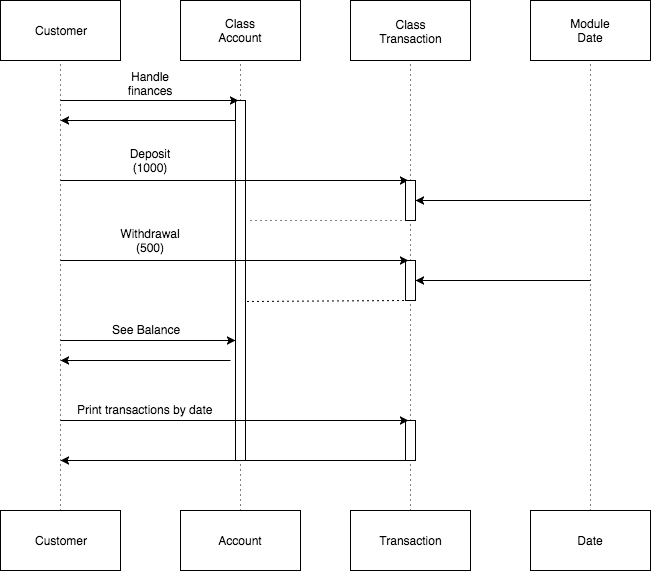 Customer
Class
Account
Class
Transaction
Module
Date
Handle
finances
Deposit
(1000)
Withdrawal
(500)
See Balance
Print transactions by date
Customer
Account
Transaction
Date